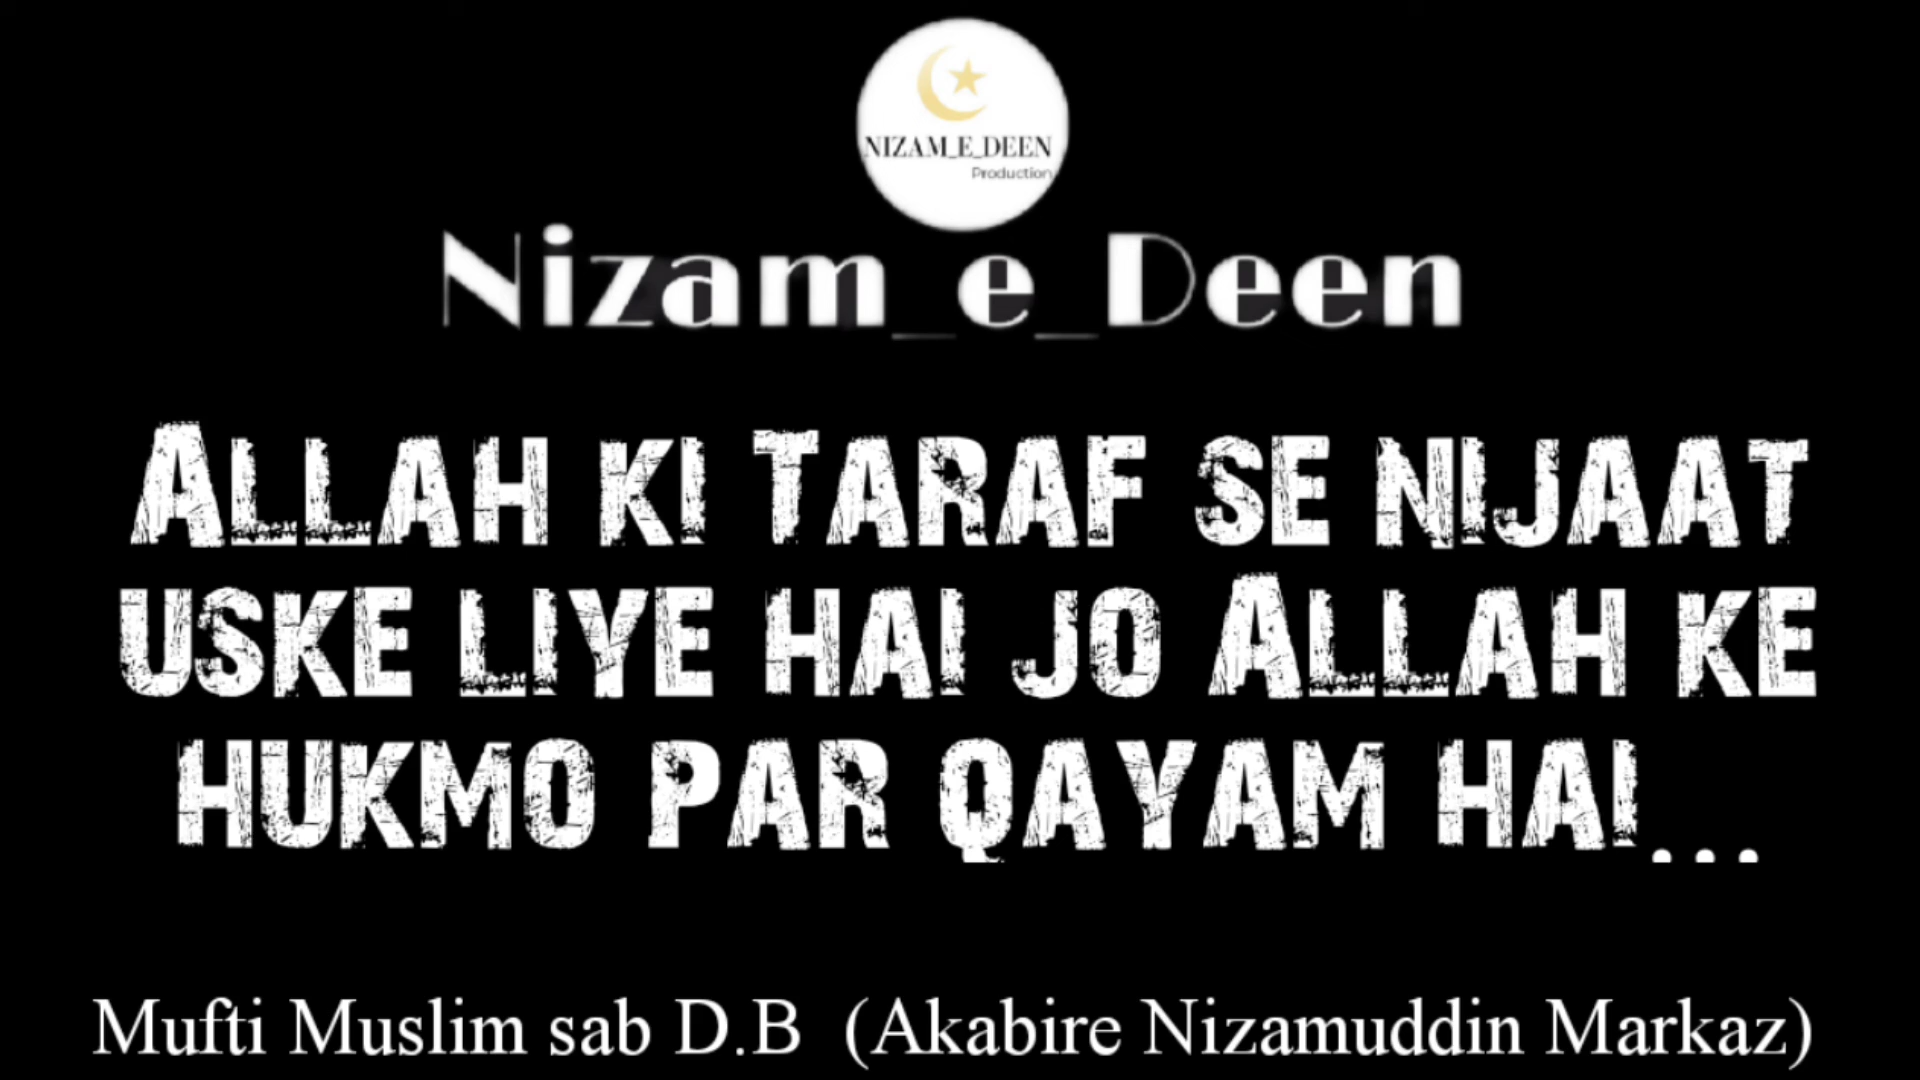 NIZAM_E_DEEN
Production
Nizam_e_Deen
ALLAH KI TARAF SE NIJAAT
USKE LIYE HAI JO ALLAH KE
HUKMO PAR QAYAM HAI...
Mufti Muslim sab D.B (Akabire Nizamuddin Markaz)